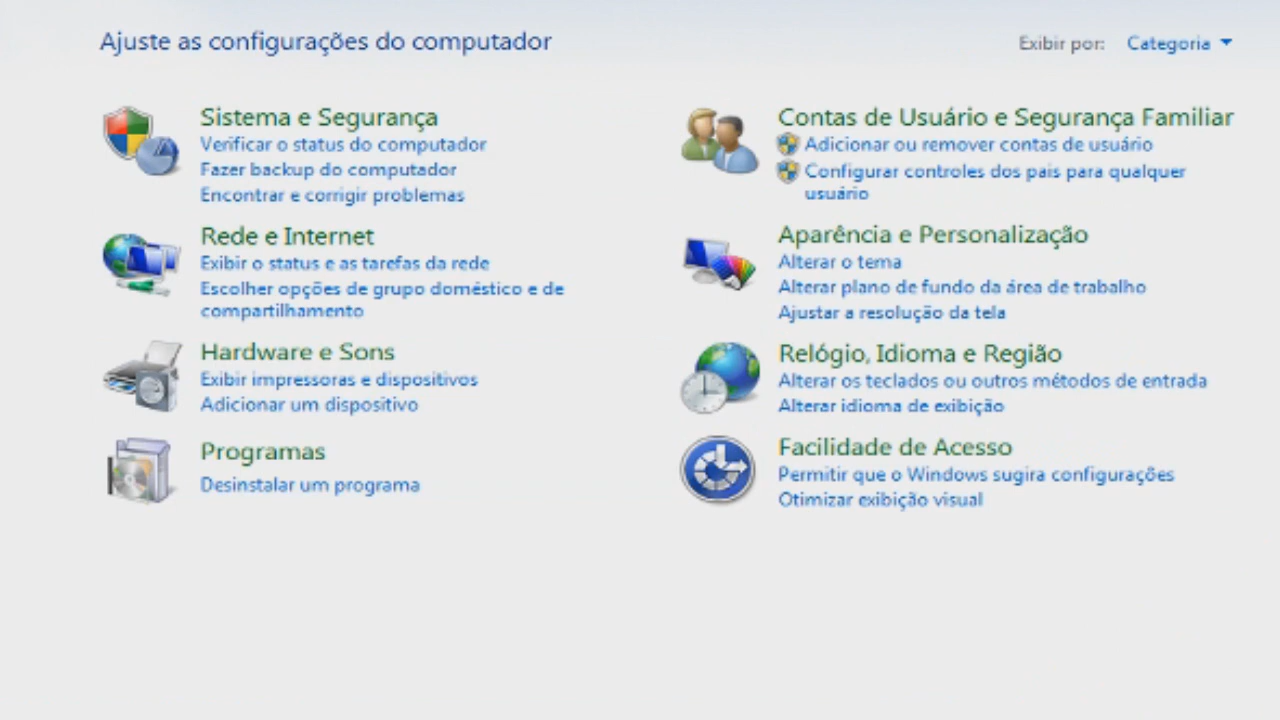 Ajuste as configurações do computador
Exibir por: Categoria
Sistema e Segurança
Verificar o status do computador
Fazer backup do computador
Encontrar e corrigir problemas
Rede e Internet
Exibir o status e as tarefas da rede
Escolher opções de grupo doméstico e de
compartilhamento
Hardware e Sons
Exibir impressoras e dispositivos
Adicionar um dispositivo
Programas
Desinstalar um programa
Contas de Usuário e Segurança Familiar
Adicionar ou remover contas de usuário
Configurar controles dos pais para qualquer
usuário
Aparência e Personalização
Alterar o tema
Alterar plano de fundo da área de trabalho
Ajustar a resolução da tela
Relógio, Idioma e Região
Alterar os teclados ou outros métodos de entrada
Alterar idioma de exibição
Facilidade de Acesso
Permitir que o Windows sugira configurações
Otimizar exibição visual